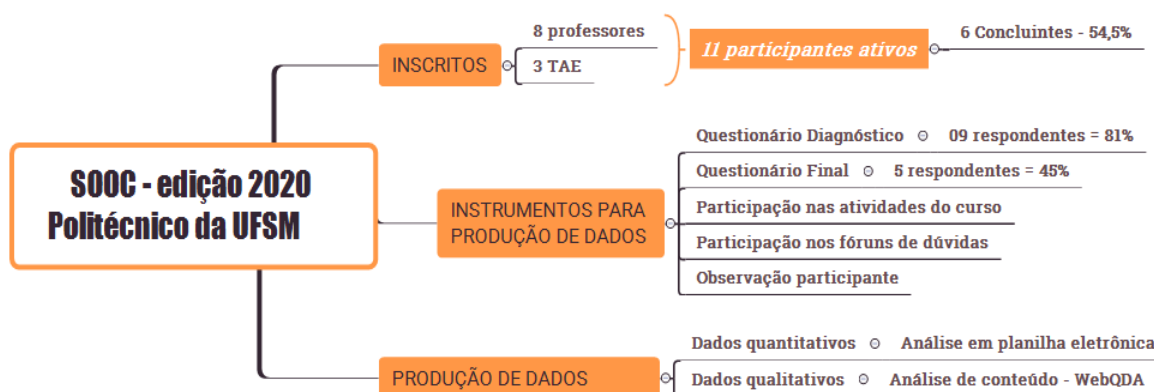 SOOC - edição 2020
Politécnico da UFSM
INSCRITOS
8 professores
3 TAE
11 participantes ativos
6 Concluintes - 54,5%
INSTRUMENTOS PARA
PRODUÇÃO DE DADOS
Questionário Diagnóstico
09 respondentes = 81%
Questionário Final
5 respondentes = 45%
Participação nas atividades do curso
Participação nos fóruns de dúvidas
Observação participante
PRODUÇÃO DE DADOS
Dados quantitativos
Análise em planilha eletrônica
Dados qualitativos
Análise de conteúdo - WebQDA